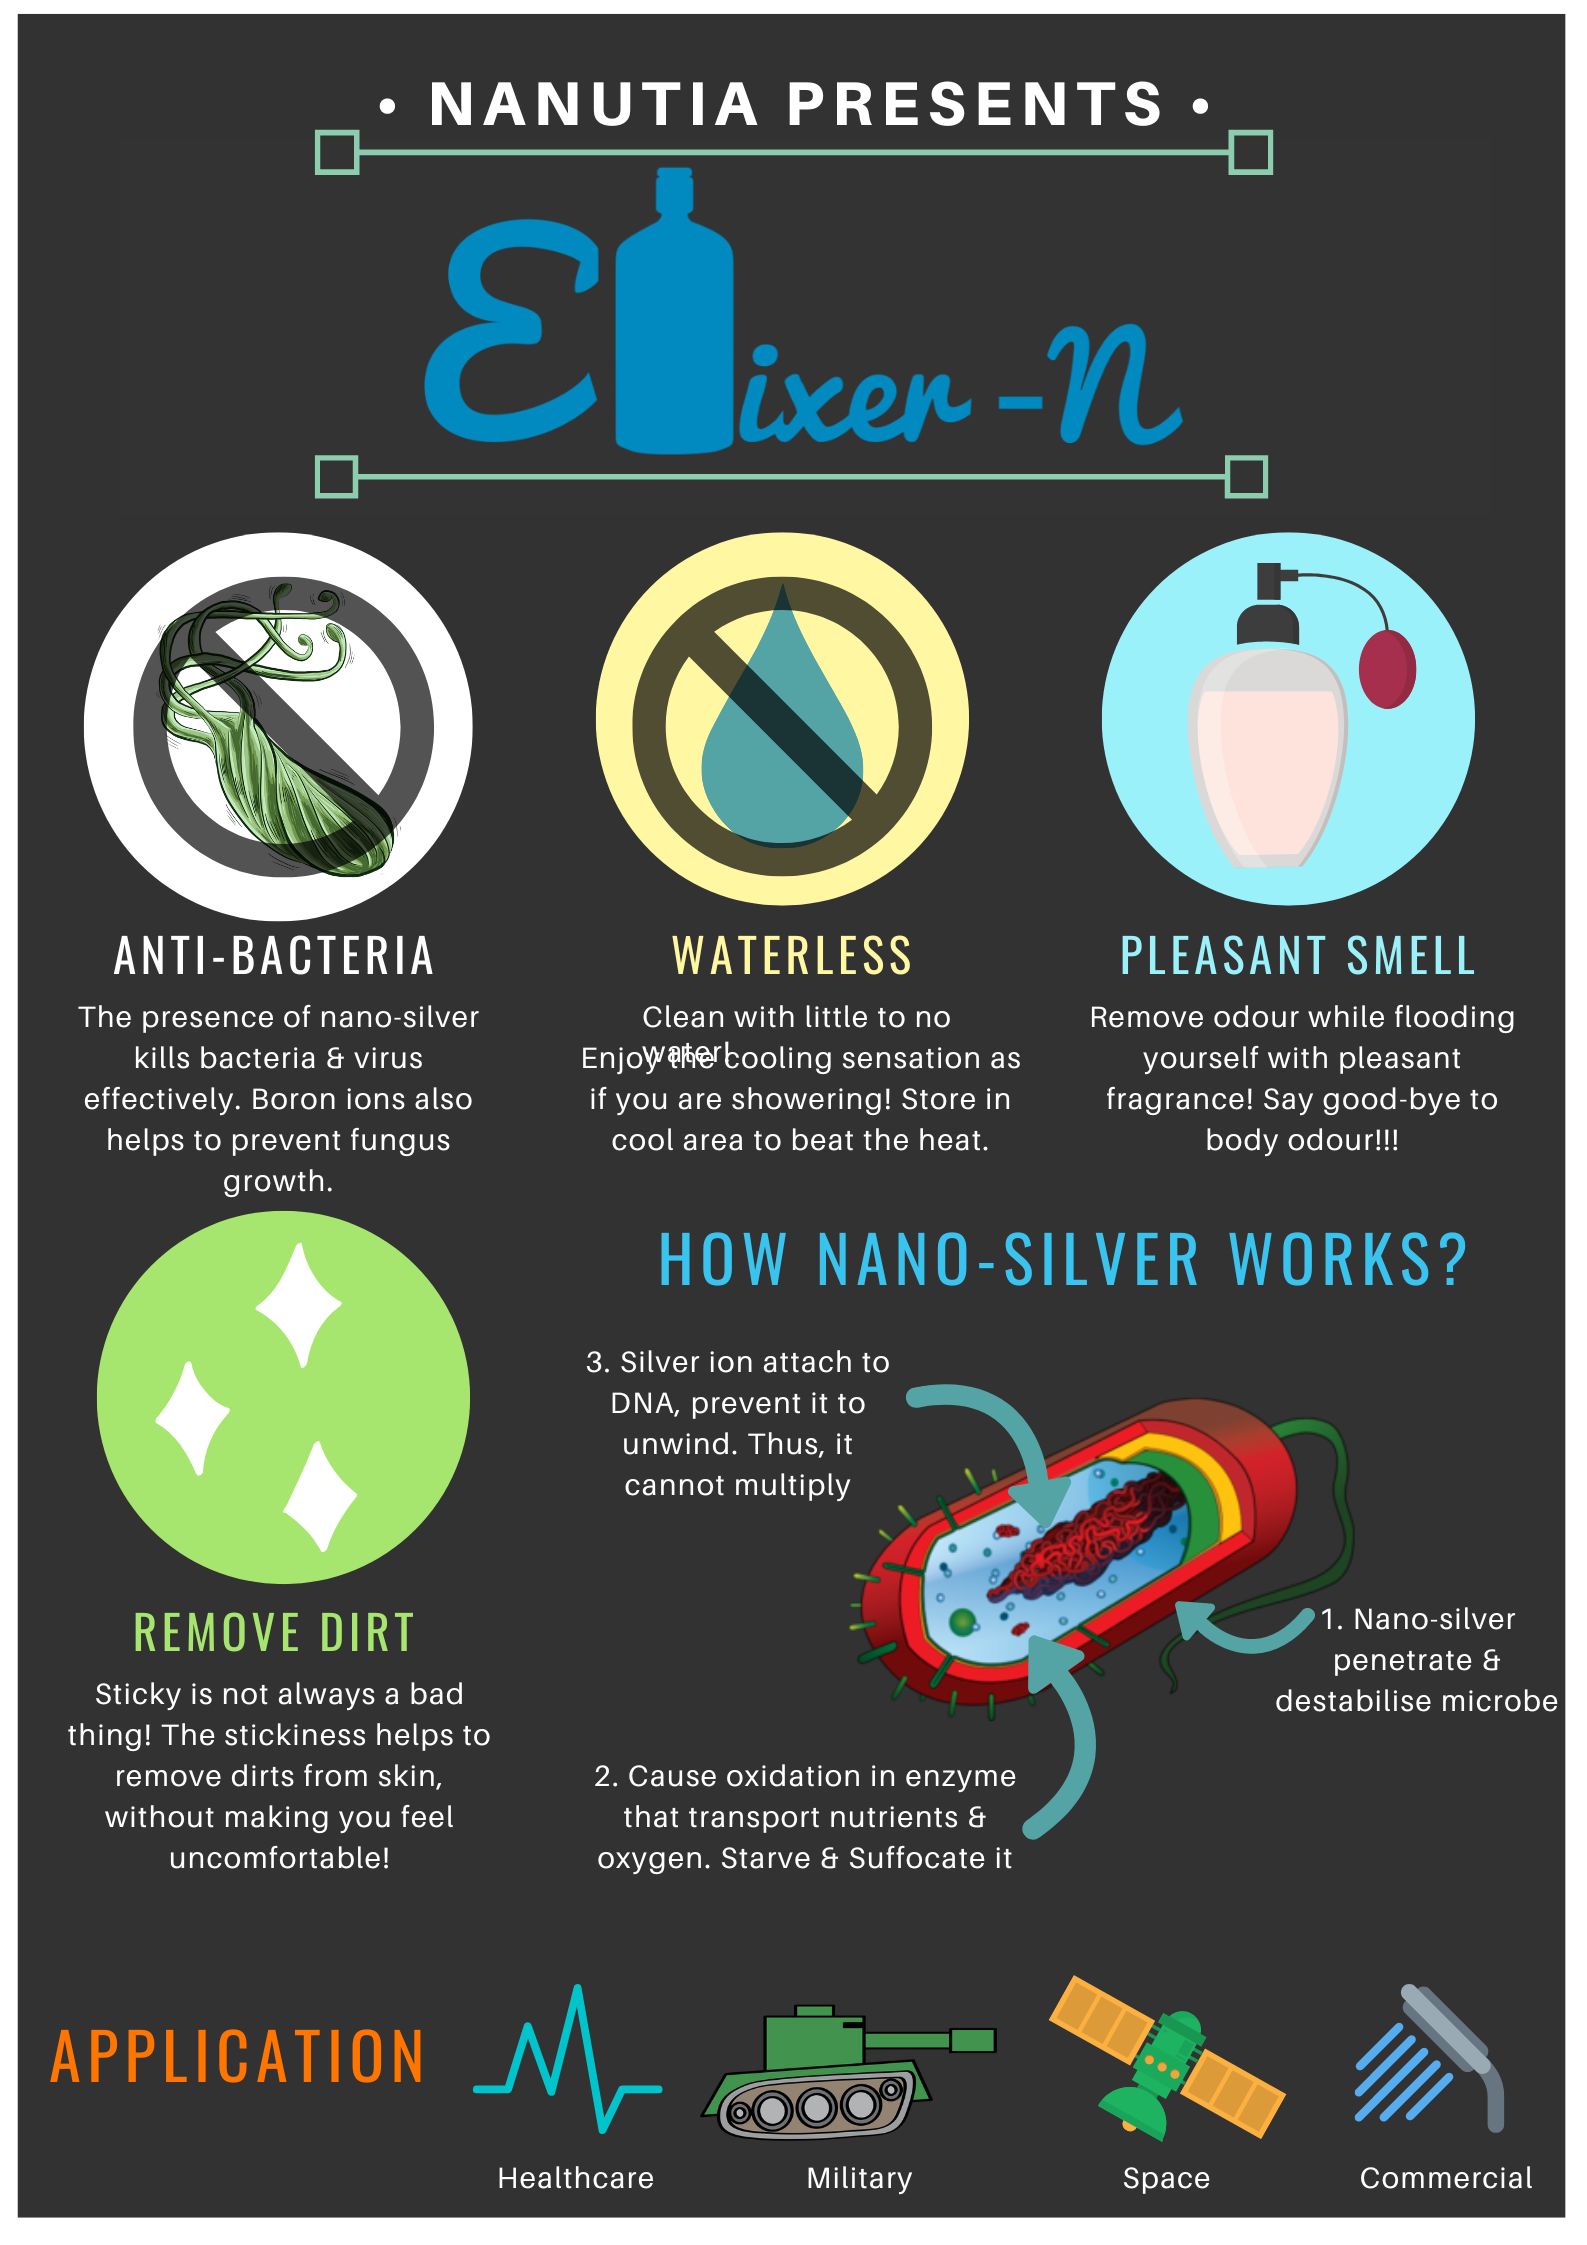 • NANUTIA PRESENTS •
Elixer-N
ANTI-BACTERIA
The presence of nano-silver
kills bacteria & virus
effectively. Boron ions also
helps to prevent fungus
growth.
WATERLESS
Clean with little to no
water!
Enjoy the cooling sensation as
if you are showering! Store in
cool area to beat the heat.
PLEASANT SMELL
Remove odour while flooding
yourself with pleasant
fragrance! Say good-bye to
body odour!!!
REMOVE DIRT
Sticky is not always a bad
thing! The stickiness helps to
remove dirts from skin,
without making you feel
uncomfortable!
HOW NANO-SILVER WORKS?
3. Silver ion attach to
DNA, prevent it to
unwind. Thus, it
cannot multiply
1. Nano-silver
penetrate &
destabilise microbe
2. Cause oxidation in enzyme
that transport nutrients &
oxygen. Starve & Suffocate it
APPLICATION
Healthcare
Military
Space
Commercial